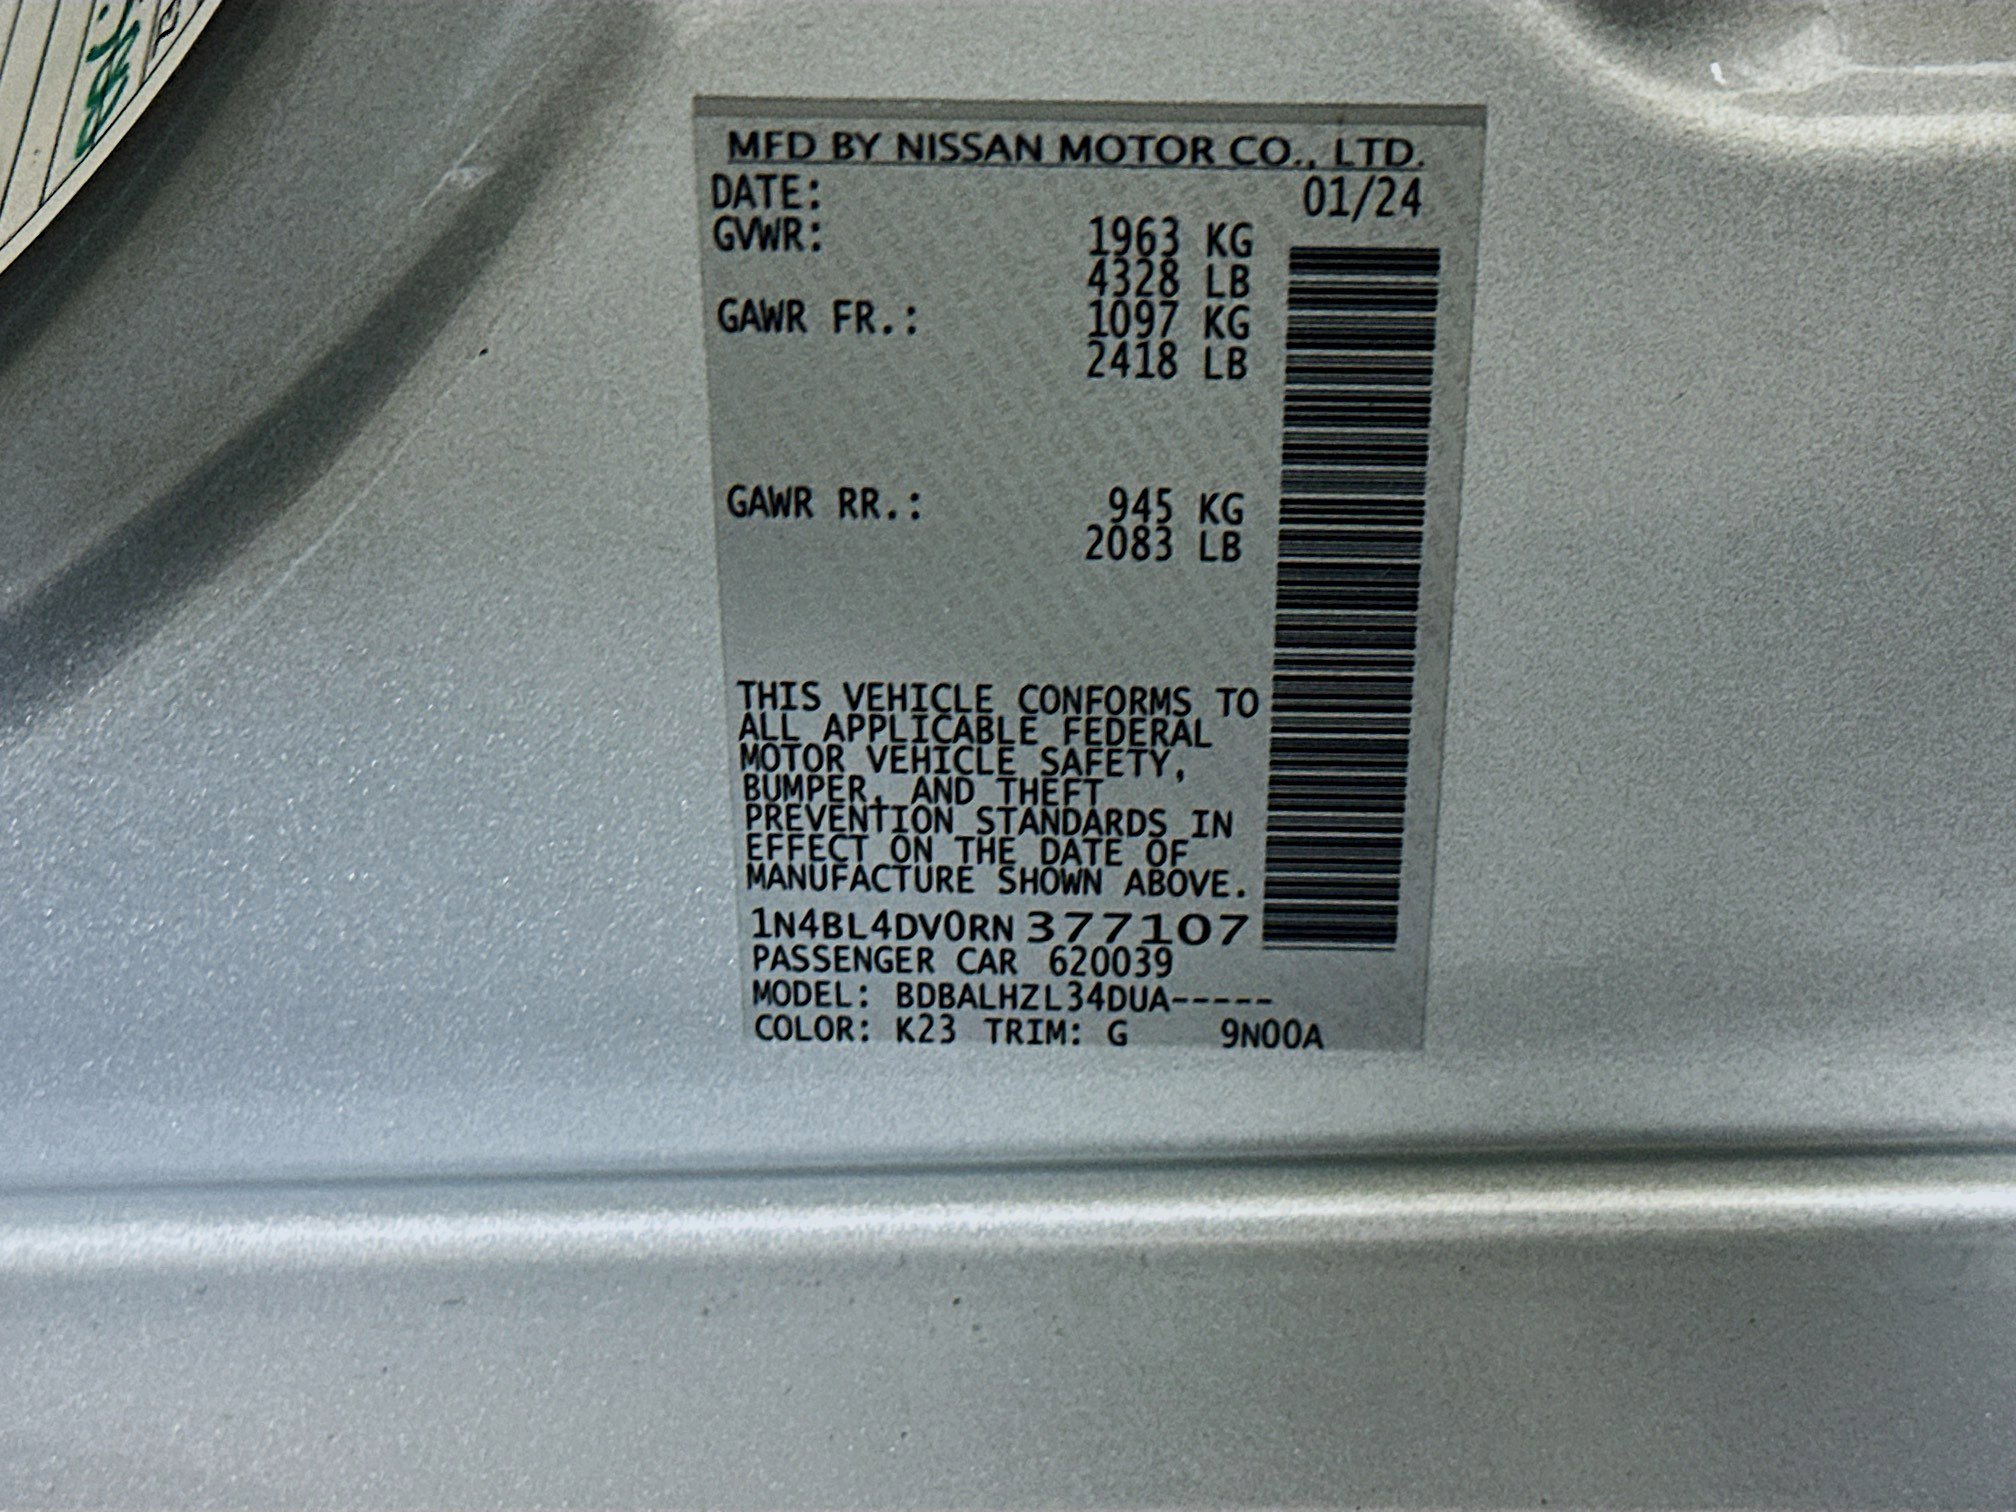 MFD BY NISSAN MOTOR CO., LTD.
DATE: 01/24
GVWR: 1963 KG
4328 LB
GAWR FR.: 1097 KG
2418 LB
GAWR RR.: 945 KG
2083 LB
THIS VEHICLE CONFORMS TO
ALL APPLICABLE FEDERAL
MOTOR VEHICLE SAFETY,
BUMPER, AND THEFT
PREVENTION STANDARDS IN
EFFECT ON THE DATE OF
MANUFACTURE SHOWN ABOVE.
1N4BL4DV0RN 377107
PASSENGER CAR 620039
MODEL: BDBALHZL34DUA-----
COLOR: K23 TRIM: G 9N00A